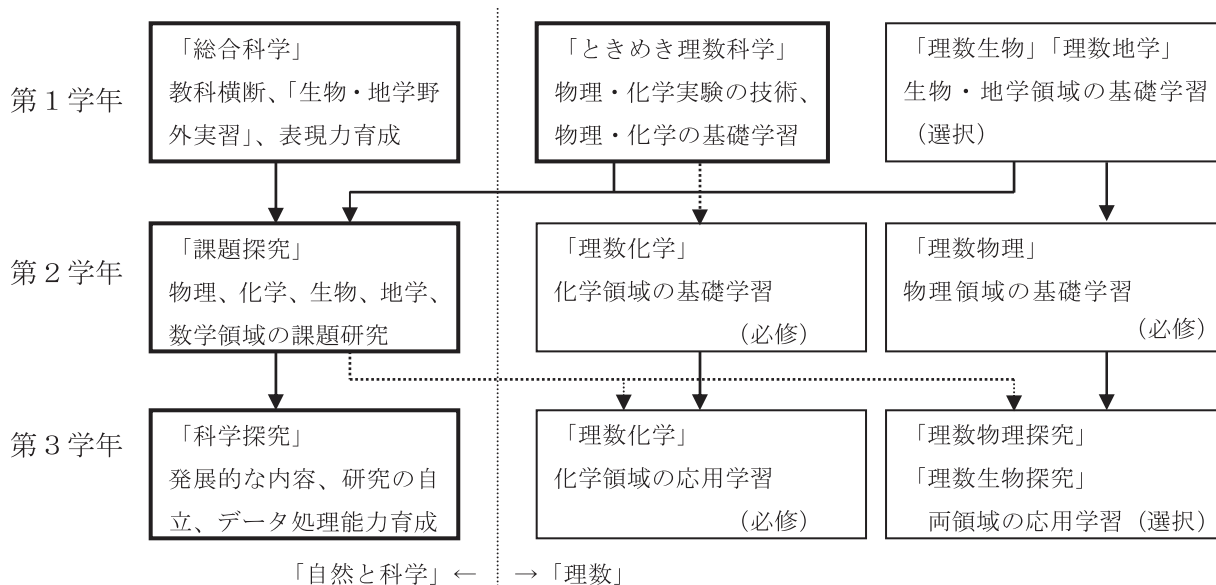 第１学年
「総合科学」
教科横断、「生物・地学野
外実習」、表現力育成
「ときめき理数科学」
物理・化学実験の技術、
物理・化学の基礎学習
「理数生物」「理数地学」
生物・地学領域の基礎学習
（選択）
第２学年
「課題探究」
物理、化学、生物、地学、
数学領域の課題研究
「理数化学」
化学領域の基礎学習
（必修）
「理数物理」
物理領域の基礎学習
（必修）
第３学年
「科学探究」
発展的な内容、研究の自
立、データ処理能力育成
「理数化学」
化学領域の応用学習
（必修）
「理数物理探究」
「理数生物探究」
両領域の応用学習（選択）
「自然と科学」← → 「理数」